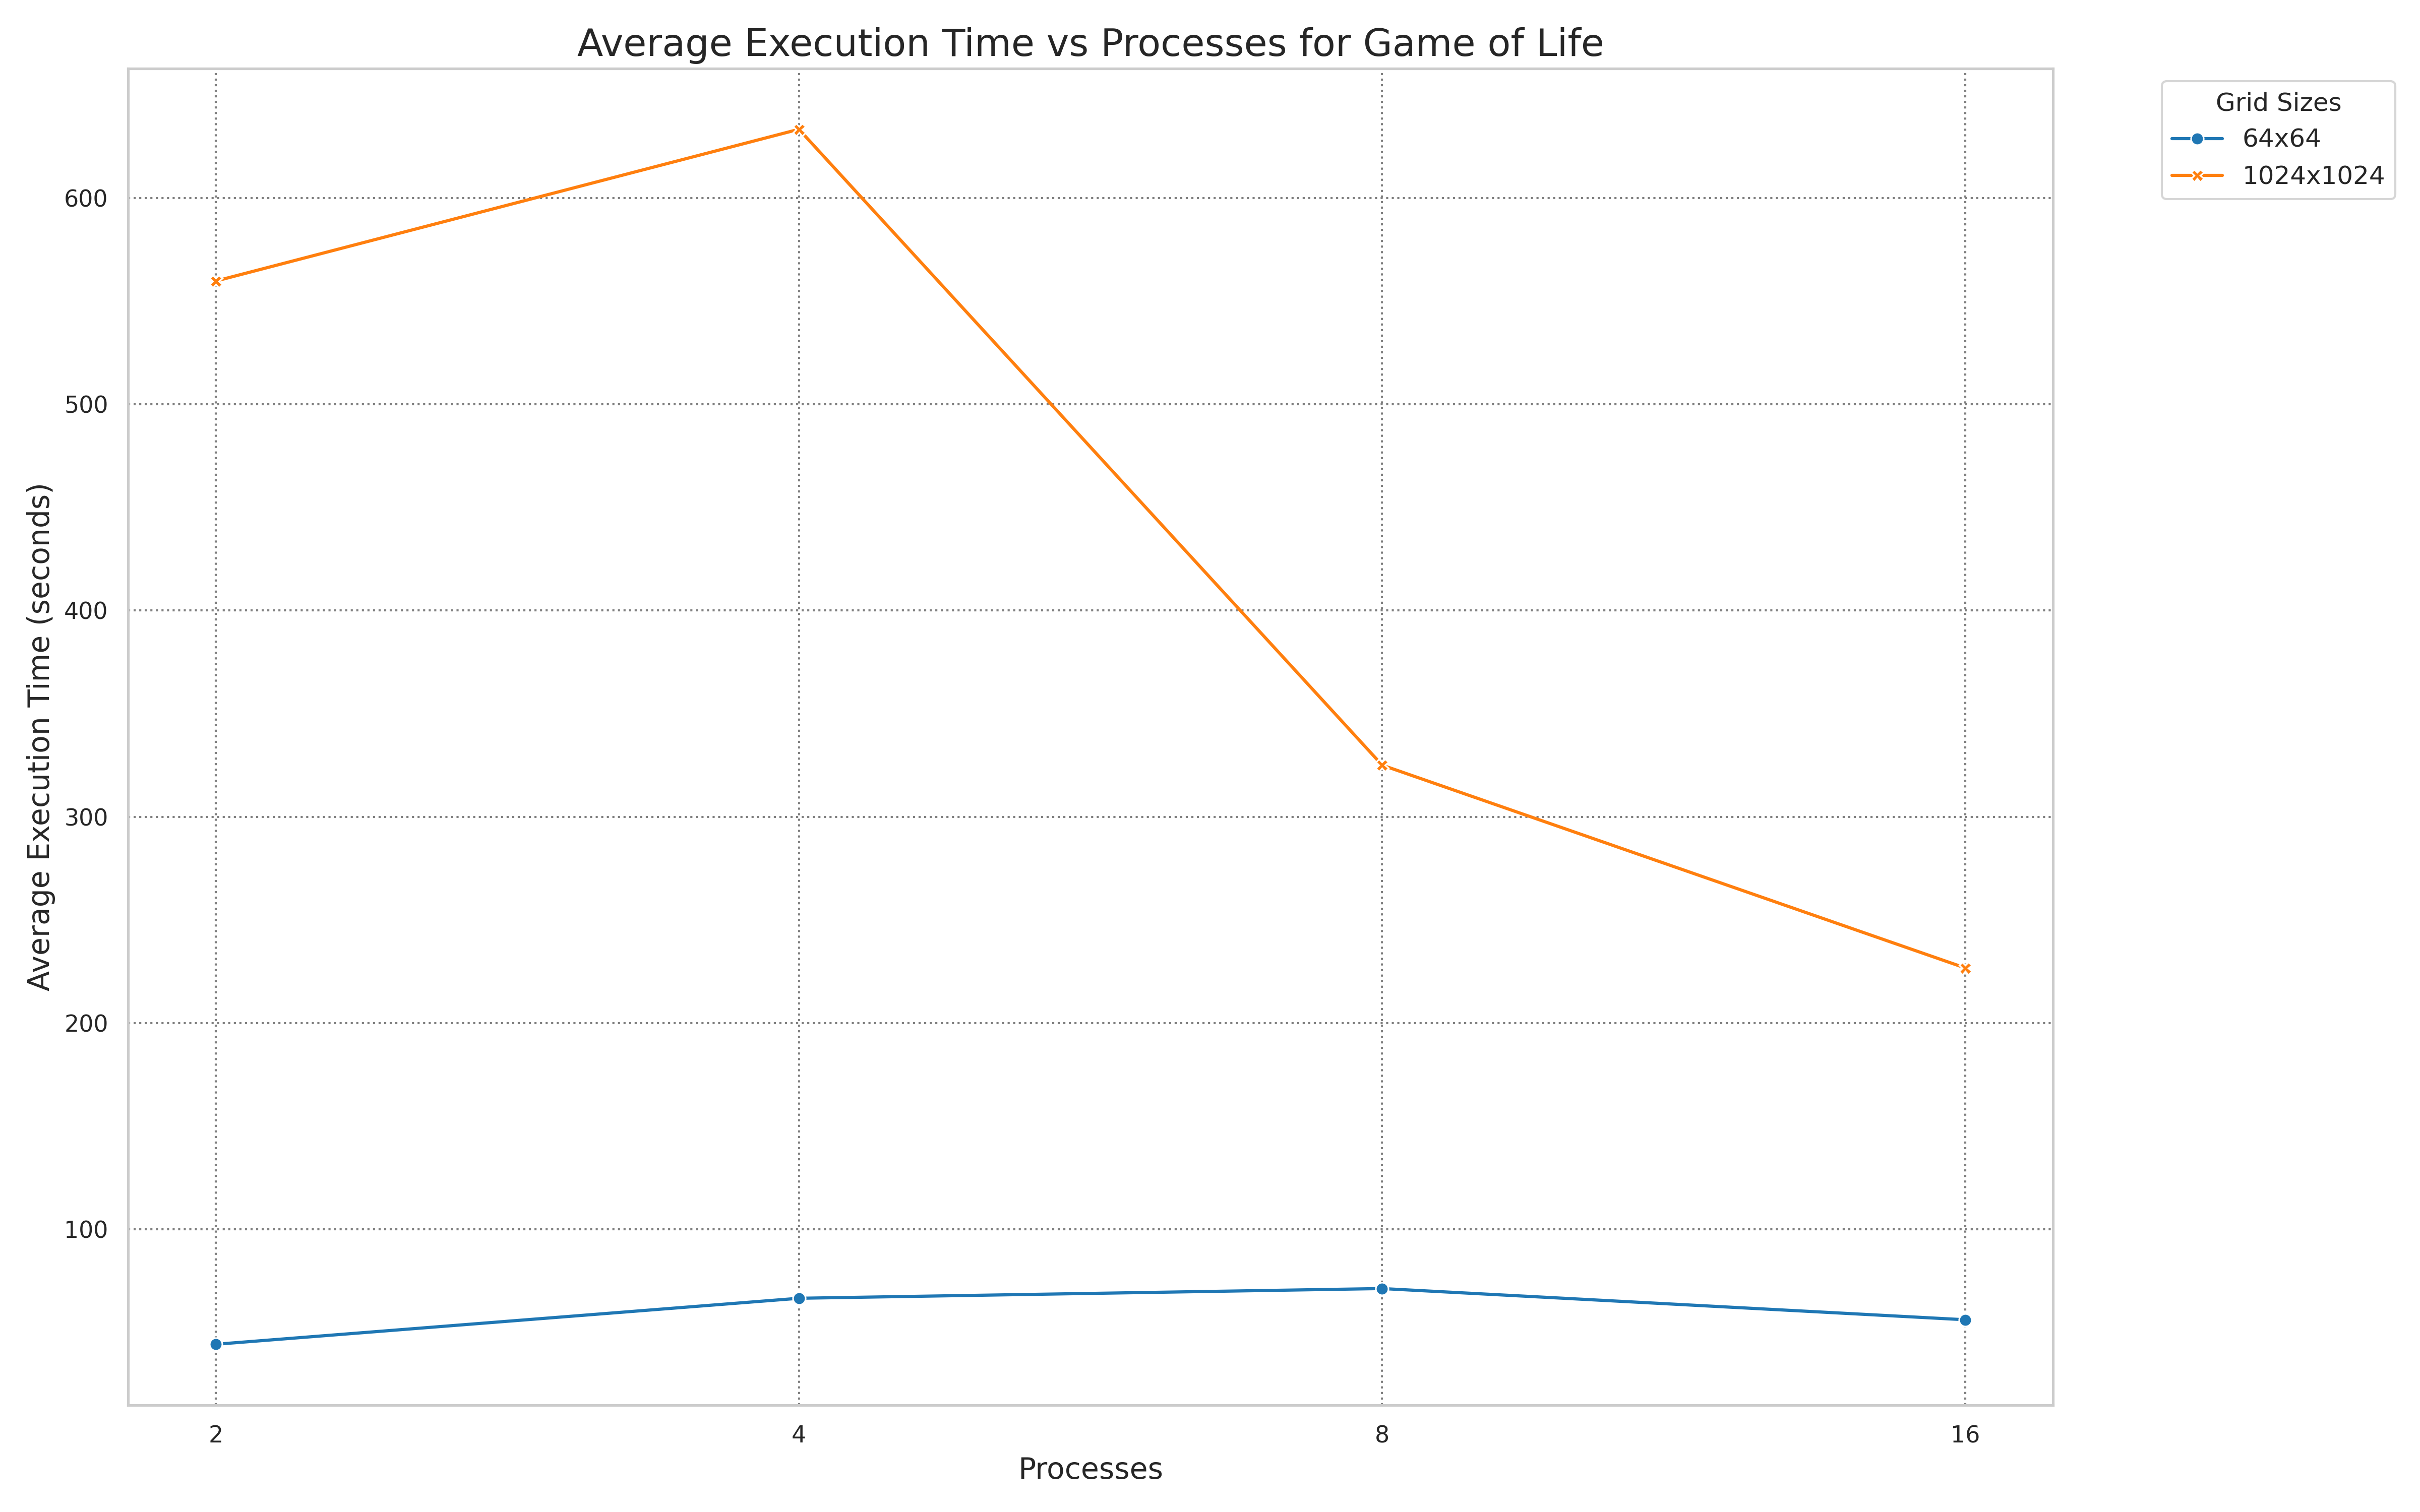 Average Execution Time vs Processes for Game of Life
Grid Sizes
64x64
1024x1024
Average Execution Time (seconds)
600
500
400
300
200
100
2
4
8
16
Processes